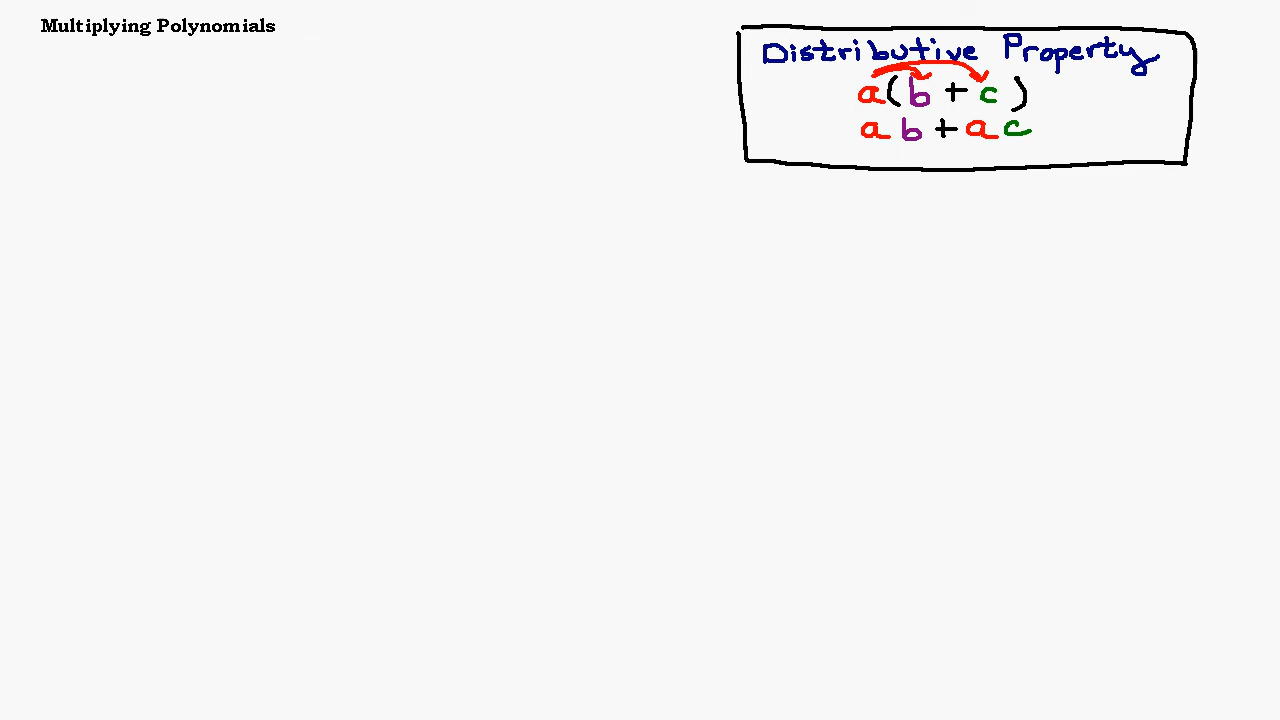 Multiplying Polynomials
Distributive Property
a(b + c)
ab + ac